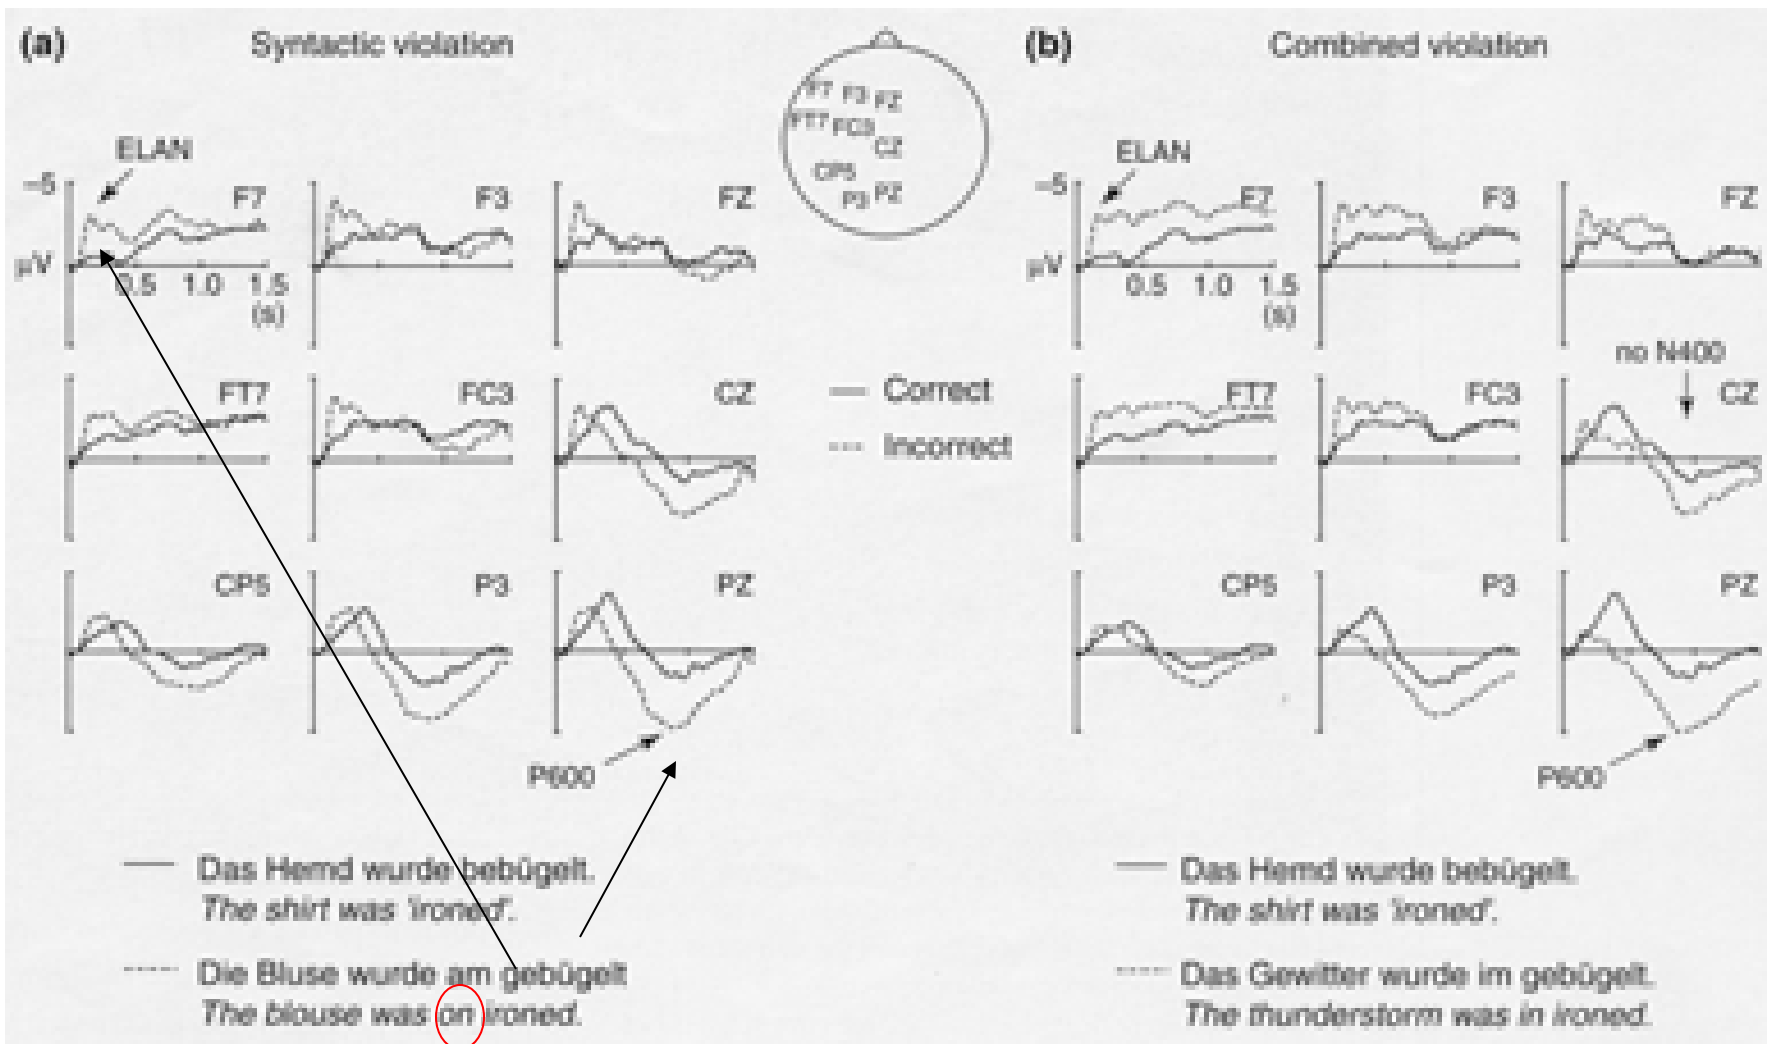 (a) Syntactic violation
ELAN
−5
µV
F7
0.5 1.0 1.5
(s)
F3
FZ
FT7
FC3
CZ
CP5
P3
PZ
P600
Das Hemd wurde bebügelt.
The shirt was 'ironed'.
Die Bluse wurde am gebügelt
The blouse was on ironed.
F7 F3 FZ
FT7 FC3
CZ
CP5
P3 PZ
Correct
Incorrect
(b) Combined violation
ELAN
−5
µV
F7
0.5 1.0 1.5
(s)
F3
FZ
no N400
FT7
FC3
CZ
CP5
P3
PZ
P600
Das Hemd wurde bebügelt.
The shirt was 'ironed'.
Das Gewitter wurde im gebügelt.
The thunderstorm was in ironed.